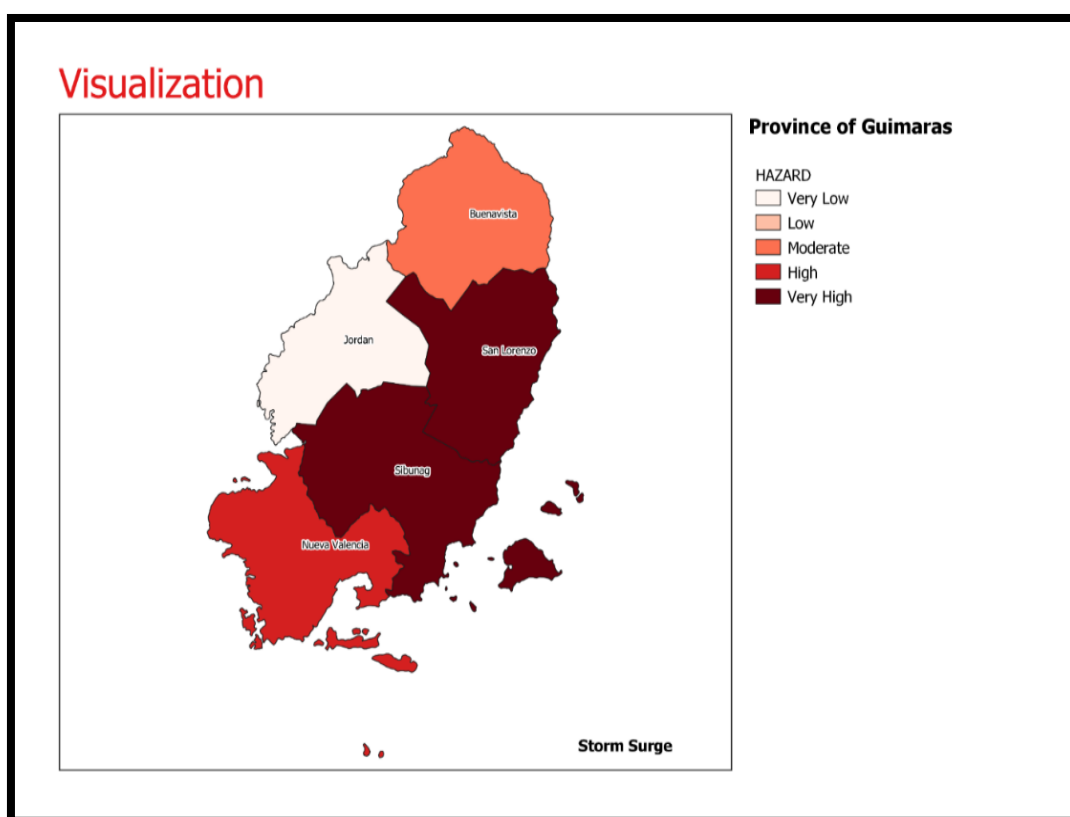 Visualization
Province of Guimaras
HAZARD
Very Low
Low
Moderate
High
Very High
Buenavista
Jordan
San Lorenzo
Sibunag
Nueva Valencia
Storm Surge